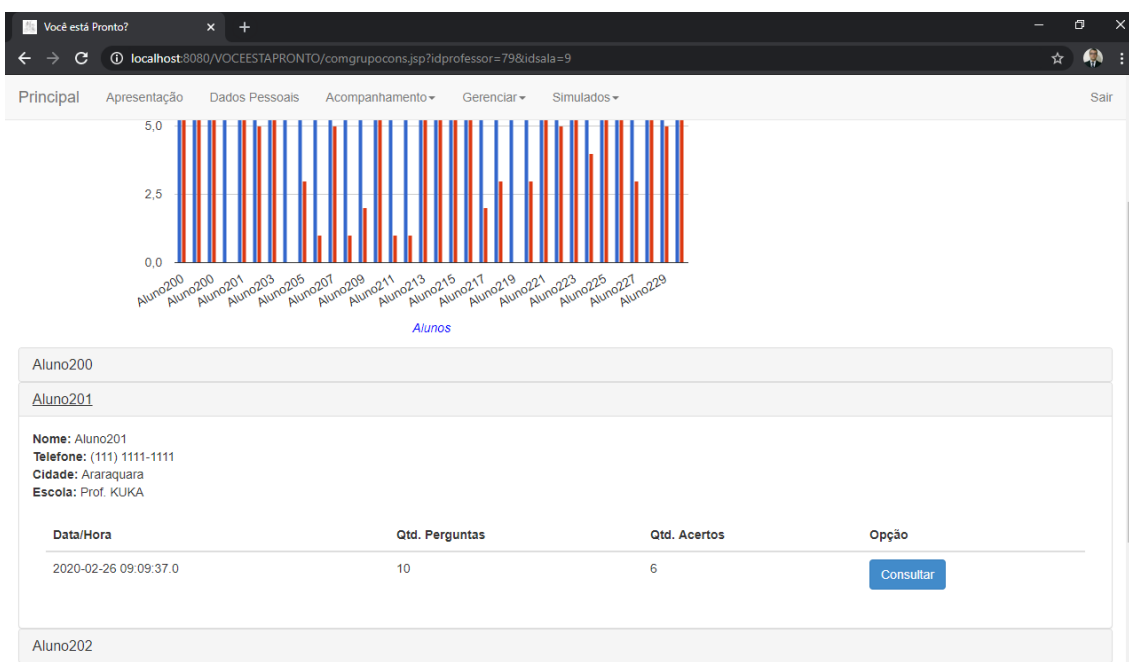 Você está Pronto?
localhost:8080/VOCEESTAPRONTO/comgrupocons.jsp?idprofessor=79&idsala=9
Principal Apresentação Dados Pessoais Acompanhamento Gerenciar Simulados Sair
5,0
2,5
0,0
Aluno200 Aluno200 Aluno201 Aluno203 Aluno205 Aluno207 Aluno209 Aluno211 Aluno213 Aluno215 Aluno217 Aluno219 Aluno221 Aluno223 Aluno225 Aluno227 Aluno229
Alunos
Aluno200
Aluno201
Nome: Aluno201
Telefone: (111) 1111-1111
Cidade: Araraquara
Escola: Prof. KUKA
Data/Hora Qtd. Perguntas Qtd. Acertos Opção
2020-02-26 09:09:37.0 10 6 Consultar
Aluno202